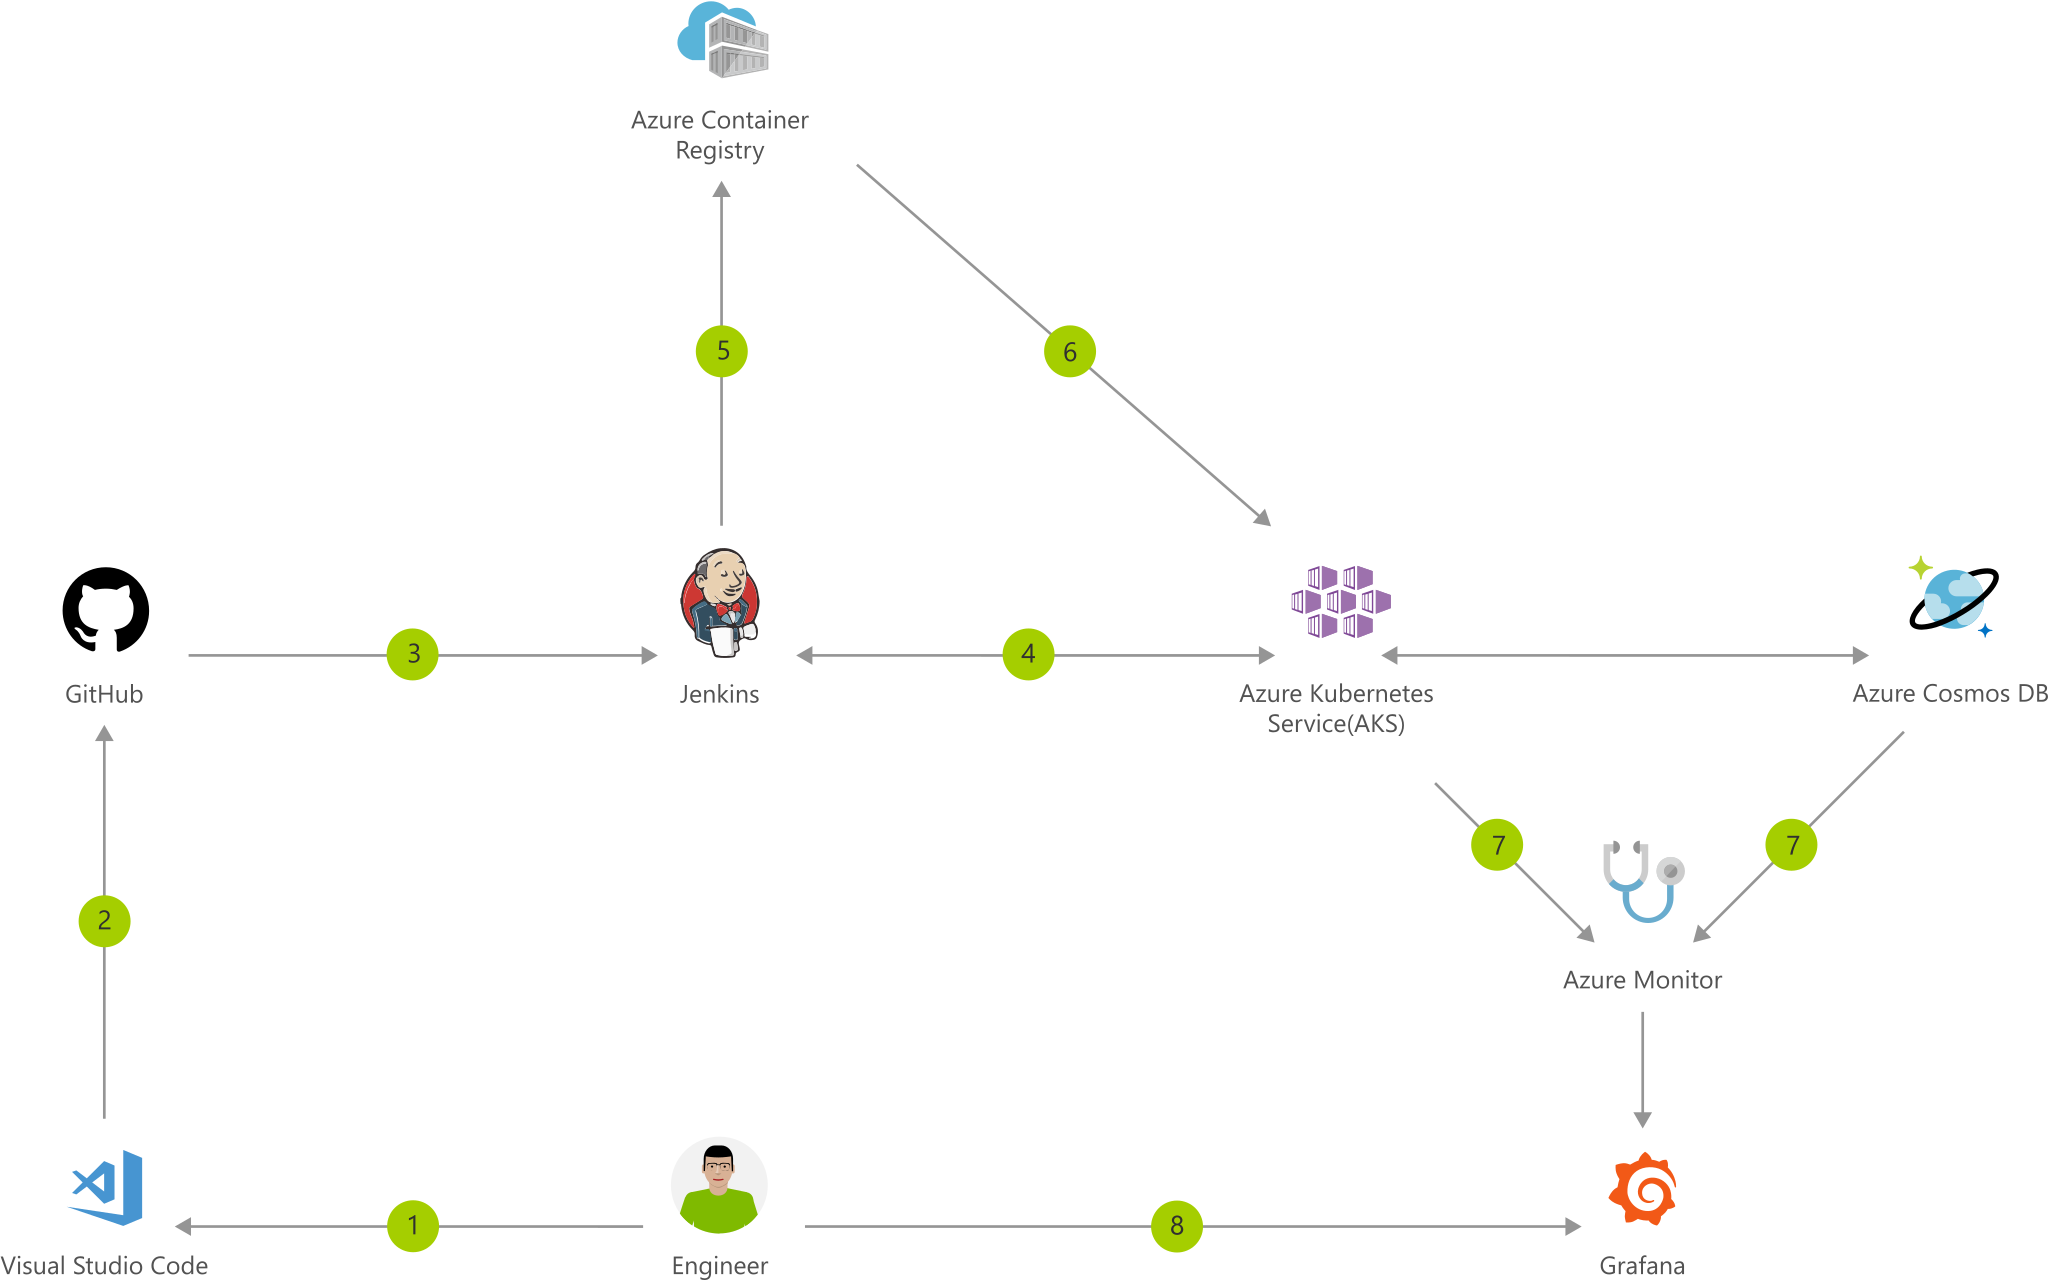 Azure Container
Registry
5
6
3
4
GitHub
Jenkins
Azure Kubernetes
Service(AKS)
Azure Cosmos DB
7
7
2
Azure Monitor
1
8
Visual Studio Code
Engineer
Grafana